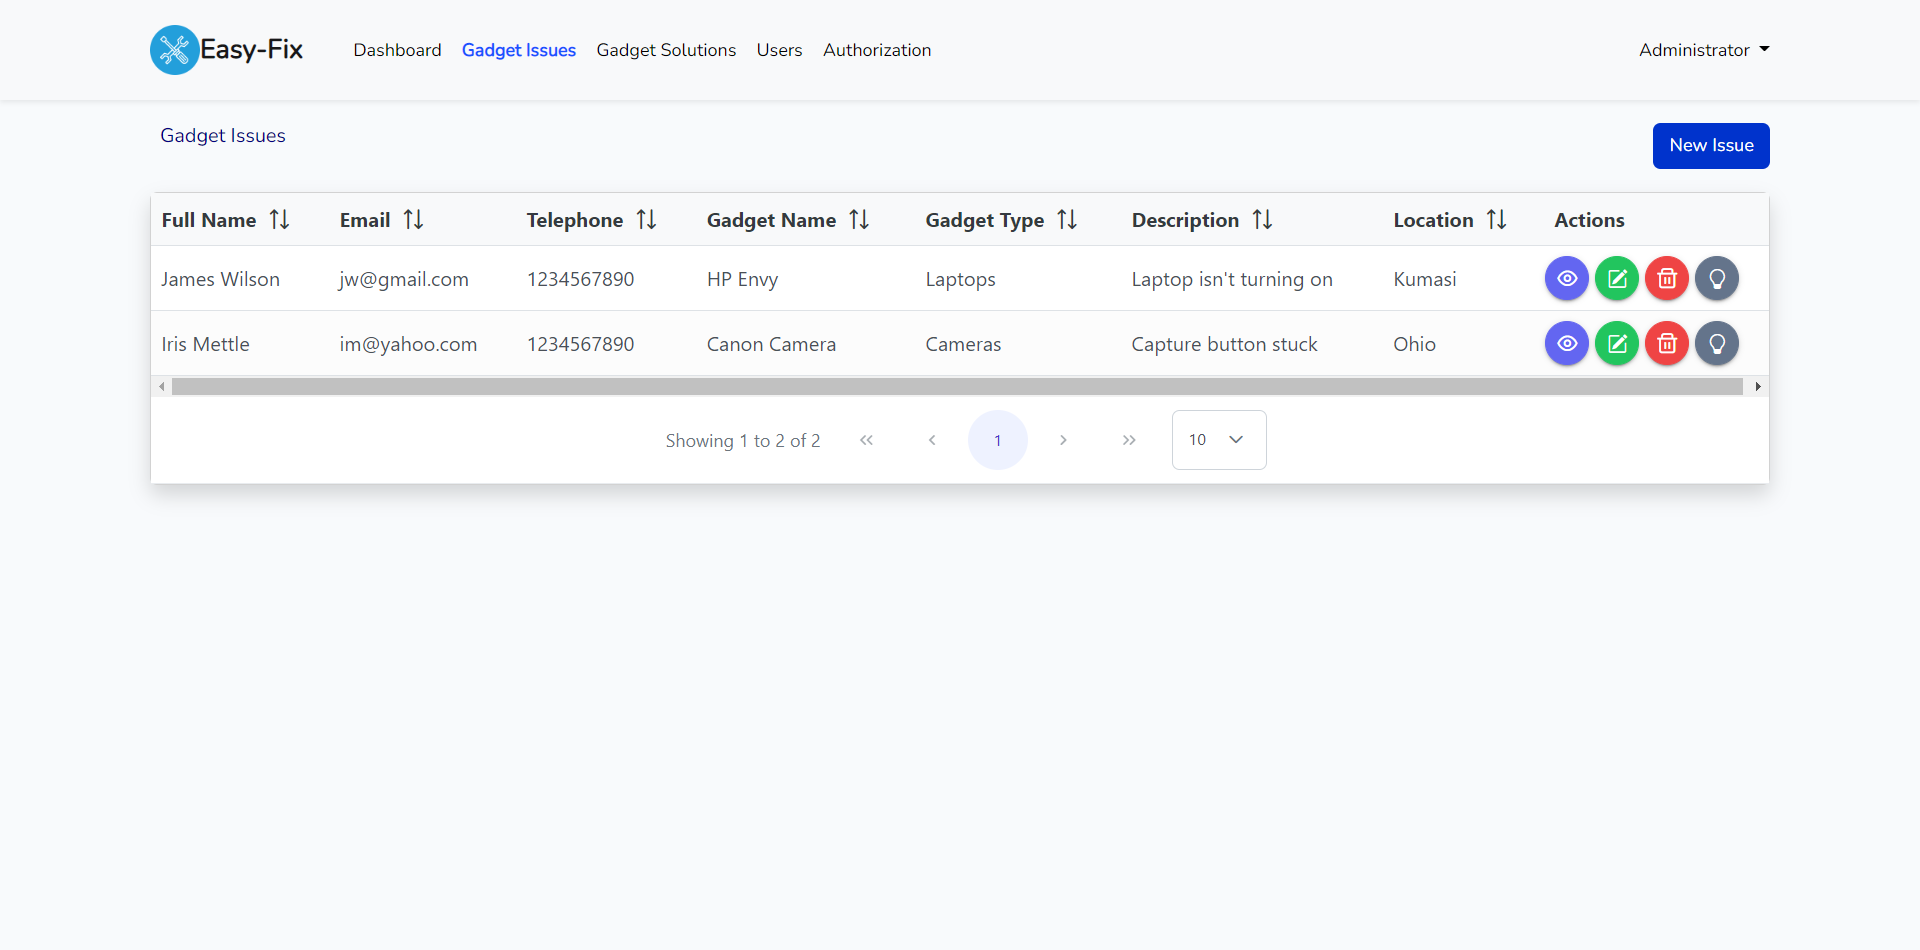 Easy-Fix Dashboard Gadget Issues Gadget Solutions Users Authorization Administrator
Gadget Issues New Issue
Full Name Email Telephone Gadget Name Gadget Type Description Location Actions
James Wilson jw@gmail.com 1234567890 HP Envy Laptops Laptop isn't turning on Kumasi
Iris Mettle im@yahoo.com 1234567890 Canon Camera Cameras Capture button stuck Ohio
Showing 1 to 2 of 2 « ‹ 1 › » 10